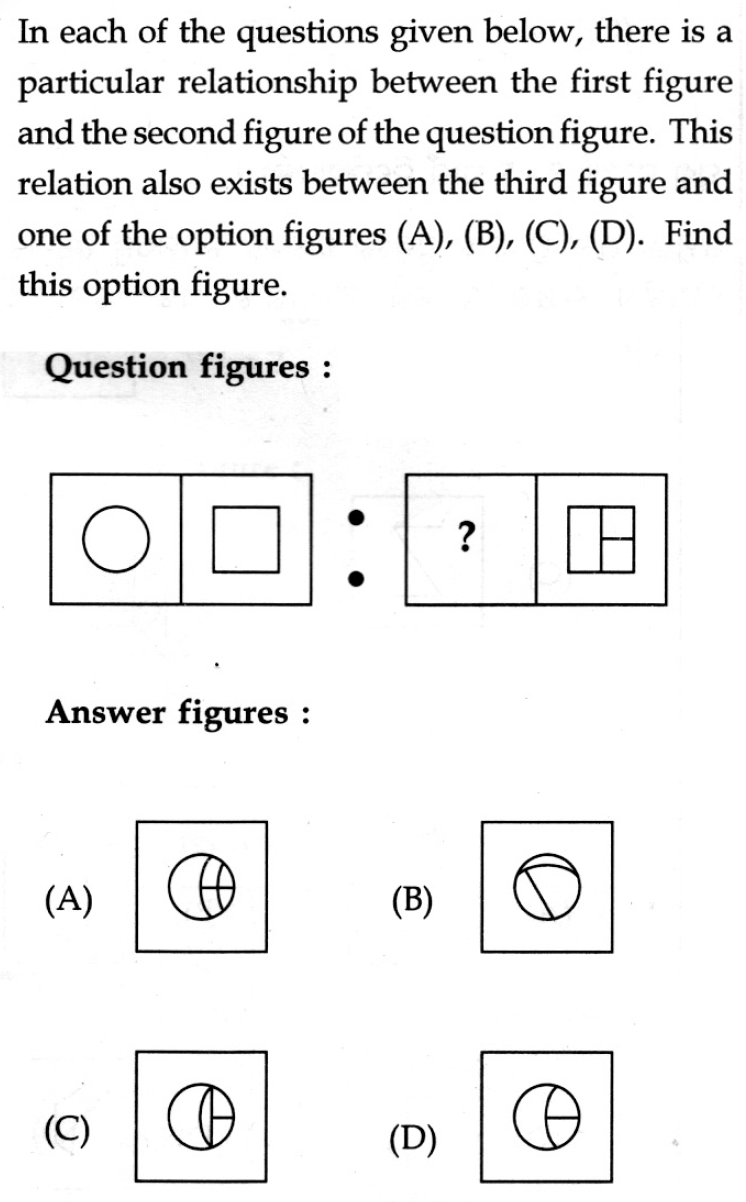 In each of the questions given below, there is a
particular relationship between the first figure
and the second figure of the question figure. This
relation also exists between the third figure and
one of the option figures (A), (B), (C), (D). Find
this option figure.
Question figures :
?
Answer figures :
(A)
(B)
(C)
(D)